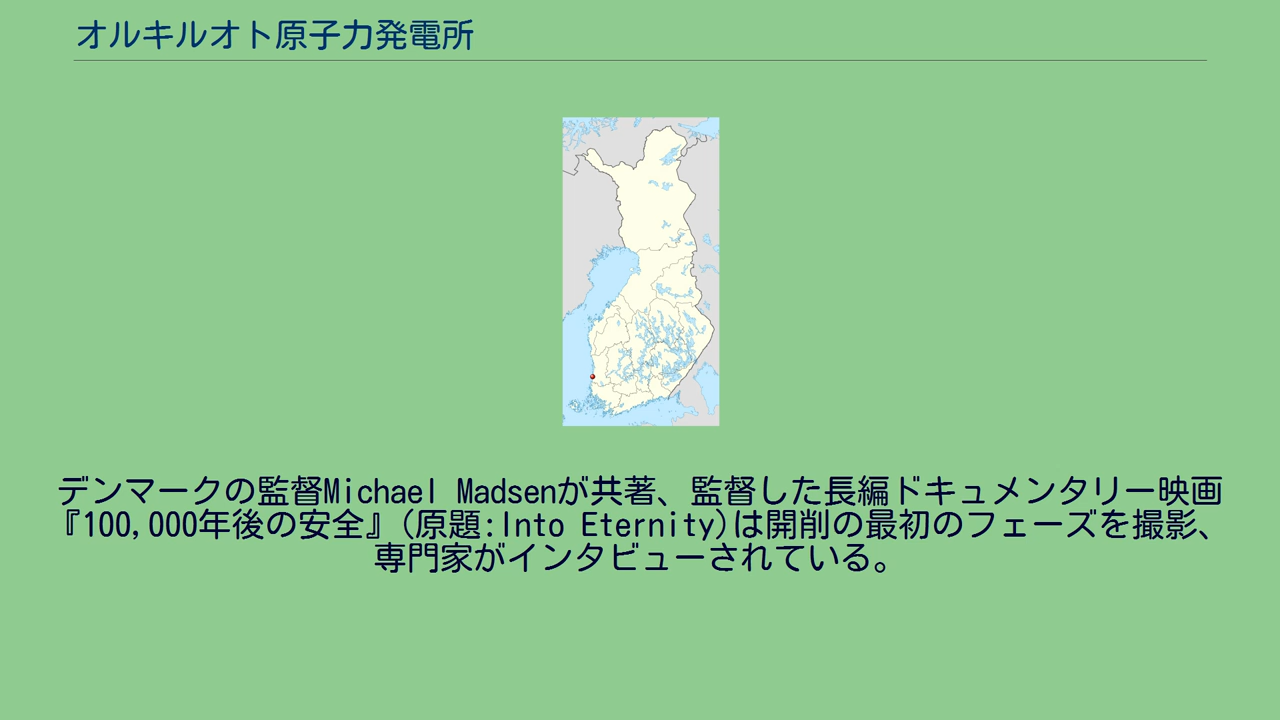 オルキルオト原子力発電所
デンマークの監督Michael Madsenが共著、監督した長編ドキュメンタリー映画
『100,000年後の安全』(原題:Into Eternity)は開削の最初のフェーズを撮影、
専門家がインタビューされている。